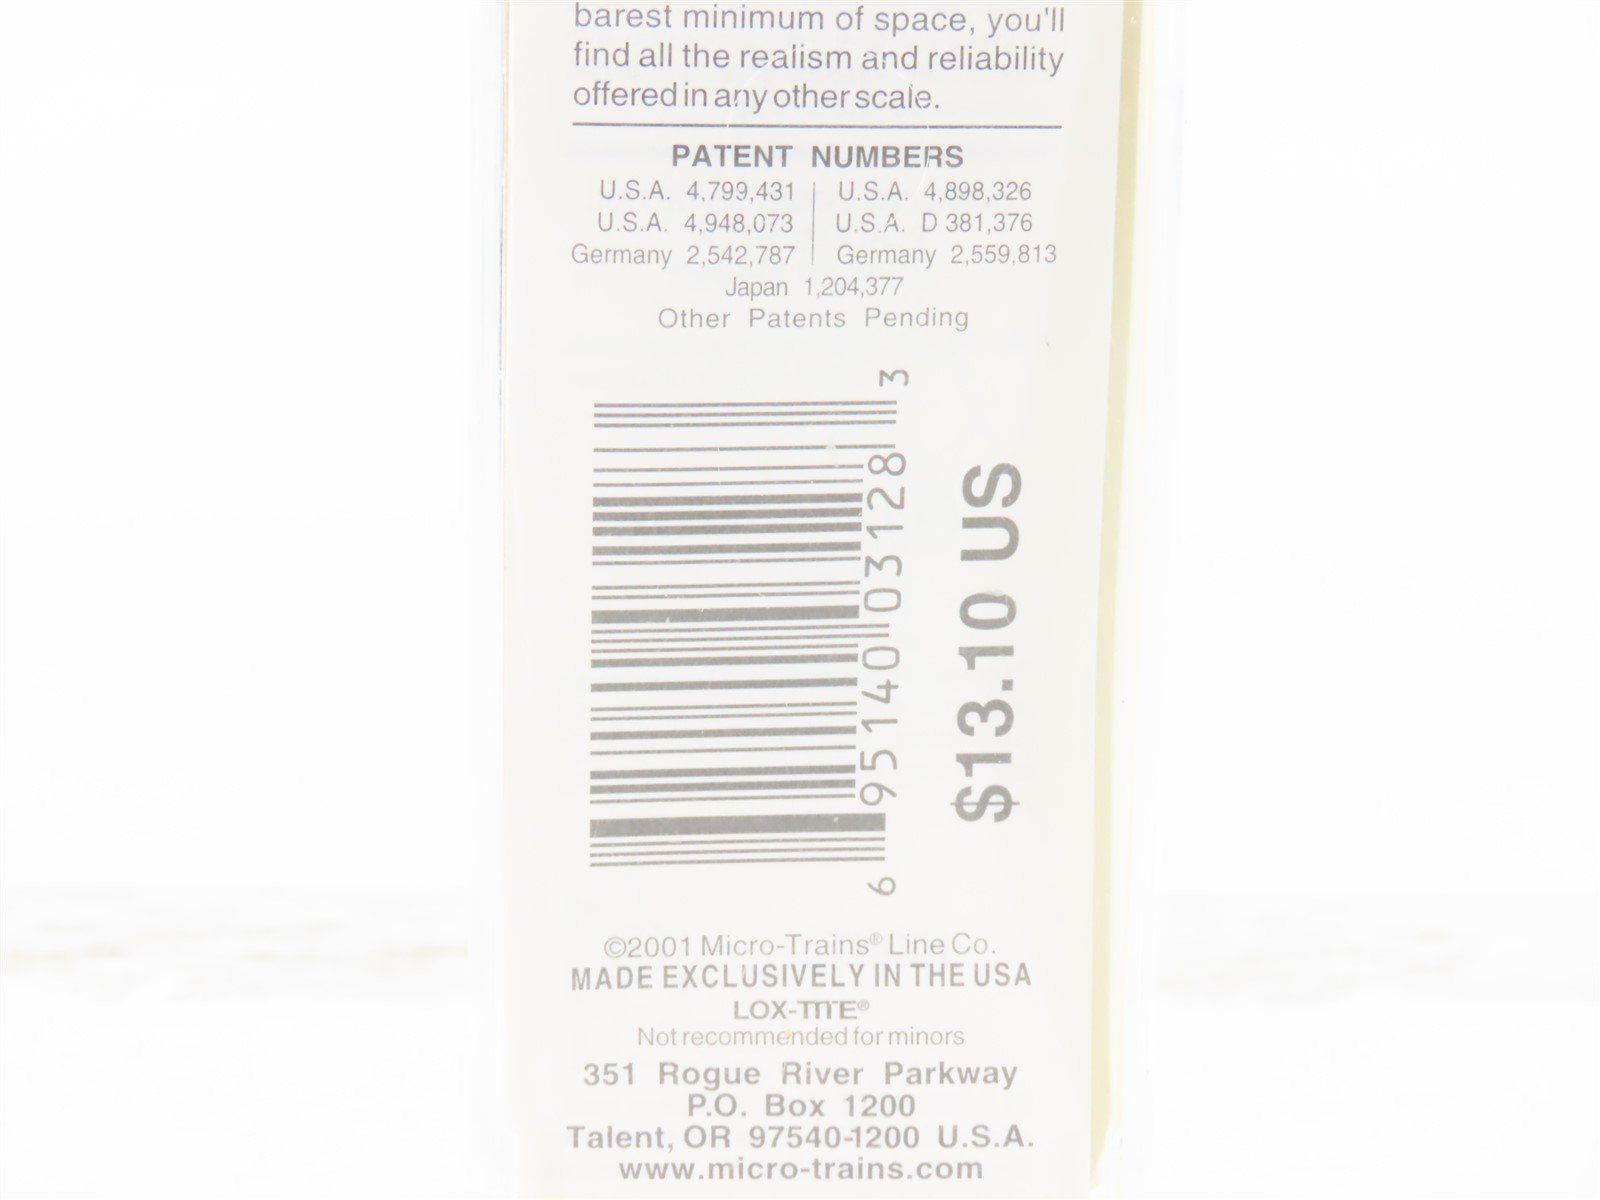 barest minimum of space, you'll
find all the realism and reliability
offered in any other scale.
PATENT NUMBERS
U.S.A. 4,799,431 | U.S.A. 4,898,326
U.S.A. 4,948,073 | U.S.A. D 381,376
Germany 2,542,787 | Germany 2,559,813
Japan 1,204,377
Other Patents Pending
6 95140 03128 3
$13.10 US
©2001 Micro-Trains® Line Co.
MADE EXCLUSIVELY IN THE USA
LOX-TITE®
Not recommended for minors
351 Rogue River Parkway
P.O. Box 1200
Talent, OR 97540-1200 U.S.A.
www.micro-trains.com